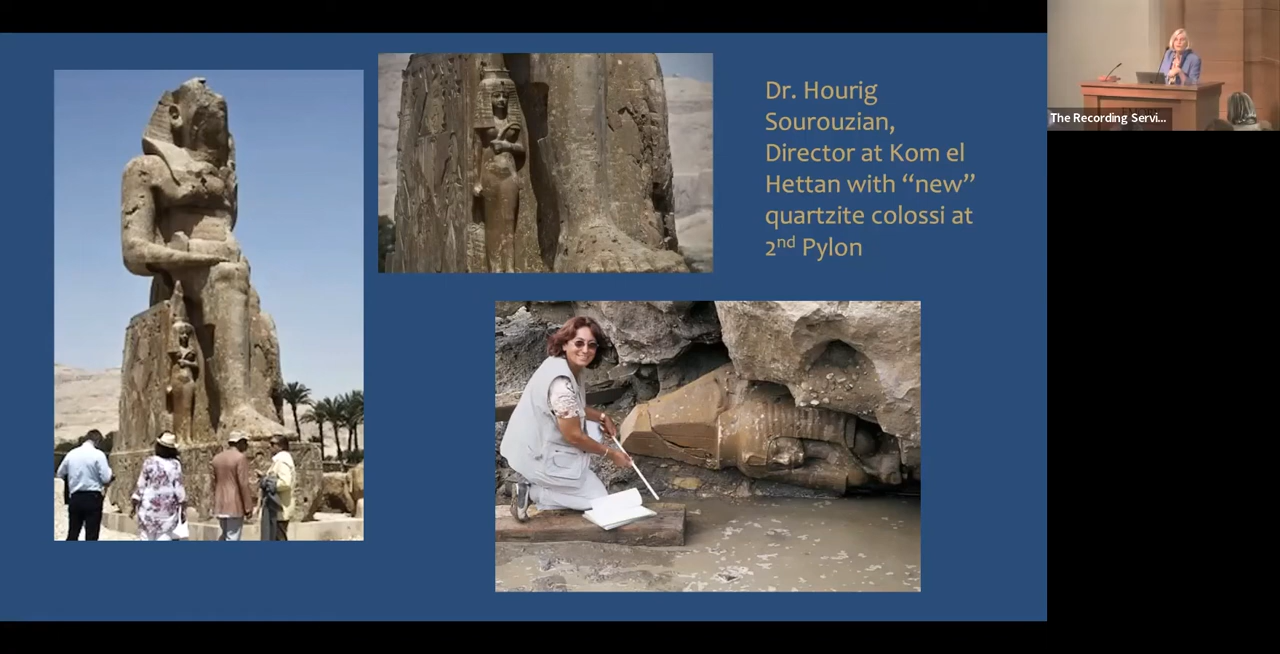 Dr. Hourig
Sourouzian,
Director at Kom el
Hettan with “new”
quartzite colossi at
2nd Pylon
The Recording Servi...